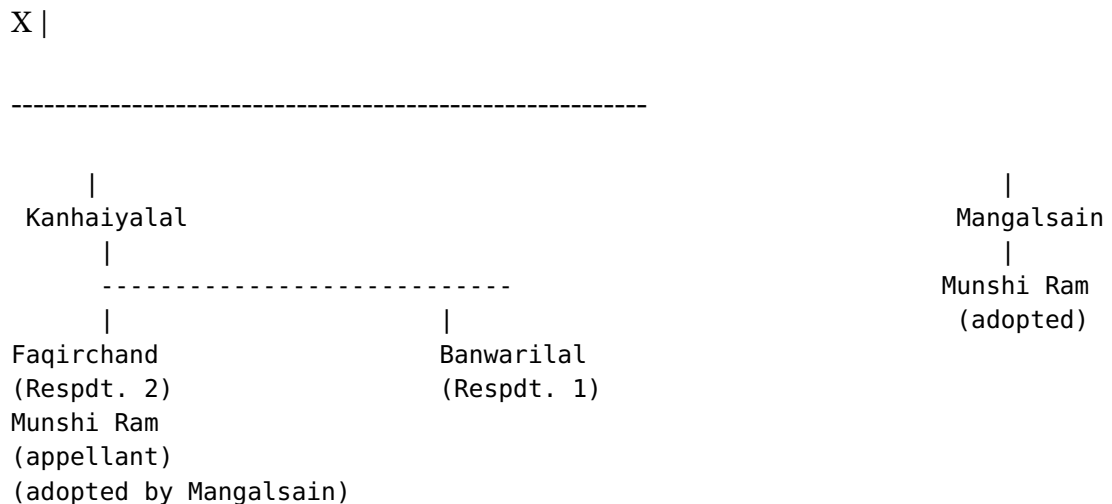 X |
---------------------------------------------------------
| |
Kanhaiyalal Mangalsain
| |
---------------------------- Munshi Ram
| | (adopted)
Faqirchand Banwarilal
(Respdt. 2) (Respdt. 1)
Munshi Ram
(appellant)
(adopted by Mangalsain)